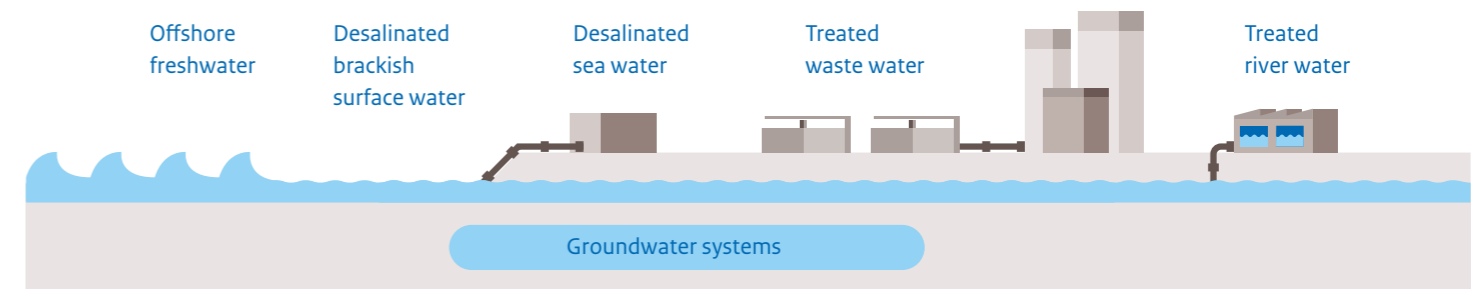 Offshore
freshwater
Desalinated
brackish
surface water
Desalinated
sea water
Treated
waste water
Treated
river water
Groundwater systems